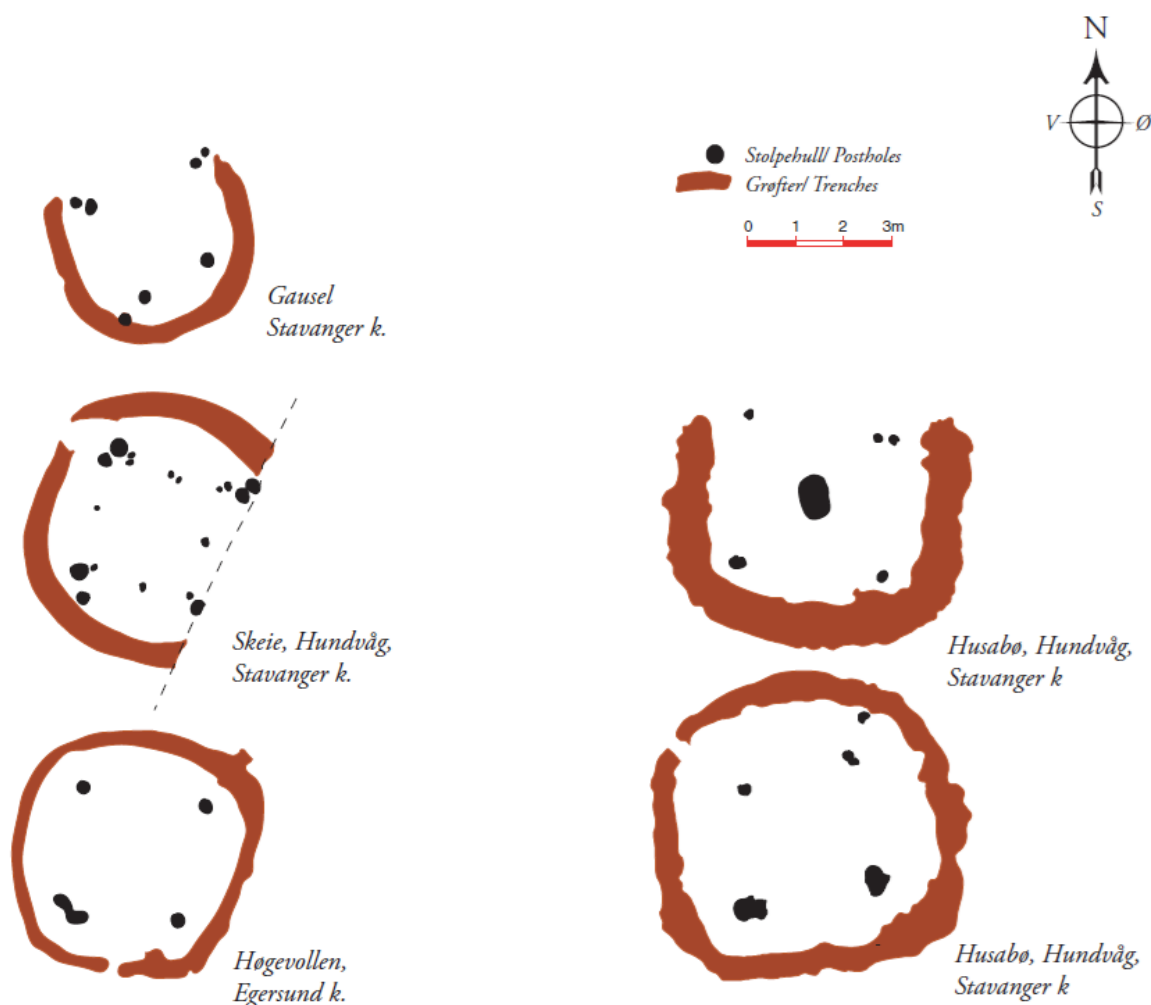 N
V
Ø
S
Stolpehull/ Postholes
Grøfter/ Trenches
0 1 2 3m
Gausel
Stavanger k.
Skeie, Hundvåg,
Stavanger k.
Husabø, Hundvåg,
Stavanger k
Høgevollen,
Egersund k.
Husabø, Hundvåg,
Stavanger k